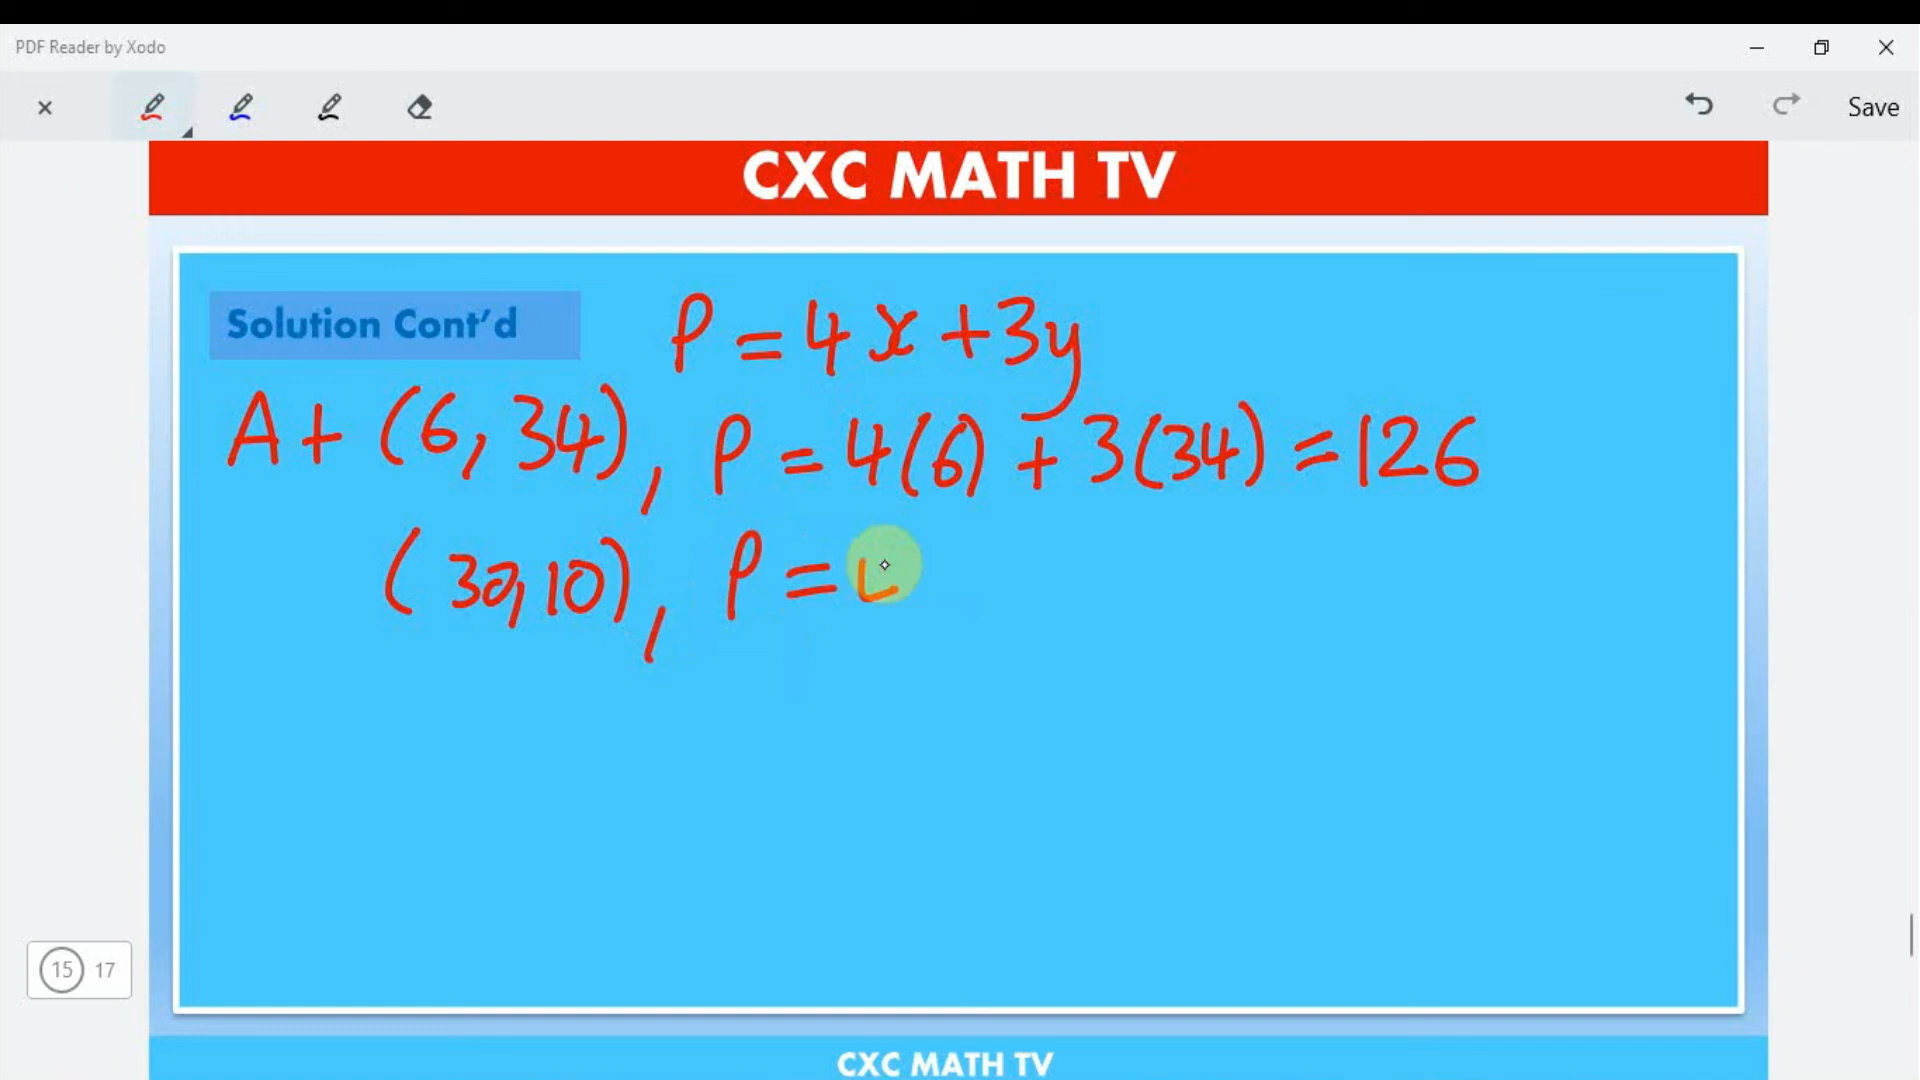 PDF Reader by Xodo
Save
CXC MATH TV
Solution Cont'd
P = 4x + 3y
A+ (6, 34), P = 4(6) + 3(34) = 126
(30,10), P =
15 17
CXC MATH TV